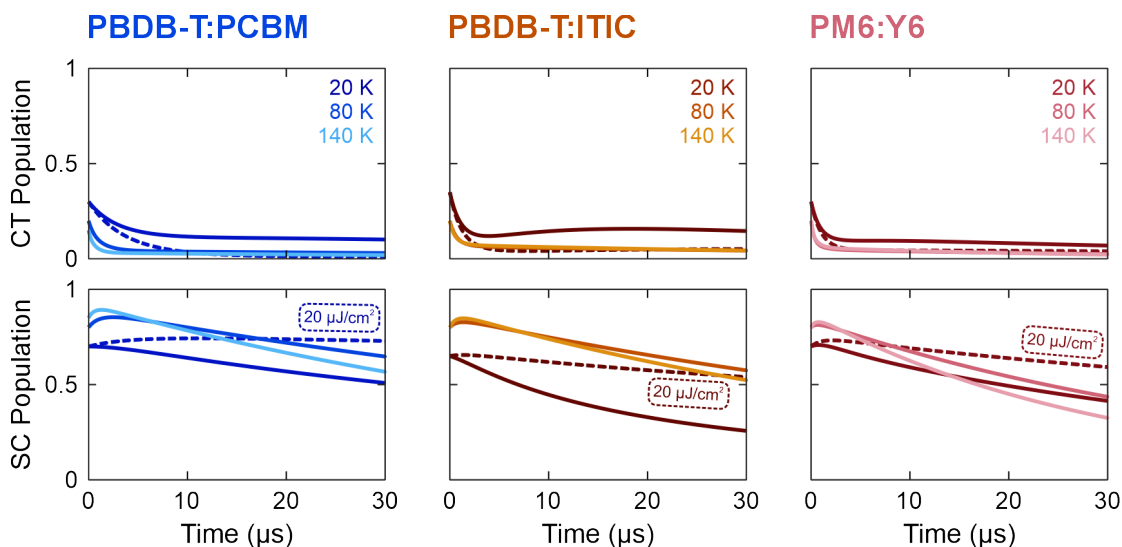 PBDB-T:PCBM
PBDB-T:ITIC
PM6:Y6
CT Population
1
0.5
0
20 K
80 K
140 K
20 K
80 K
140 K
20 K
80 K
140 K
SC Population
1
0.5
0
20 µJ/cm²
20 µJ/cm²
20 µJ/cm²
0 10 20 30
0 10 20 30
0 10 20 30
Time (µs)
Time (µs)
Time (µs)